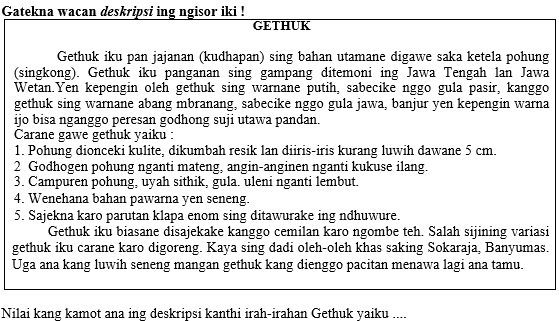 Gatekna wacan deskripsi ing ngisor iki !
GETHUK
Gethuk iku pan jajanan (kudhapan) sing bahan utamane digawe saka ketela pohung
(singkong). Gethuk iku panganan sing gampang ditemoni ing Jawa Tengah lan Jawa
Wetan.Yen kepengin oleh gethuk sing warnane putih, sabecike nggo gula pasir, kanggo
gethuk sing warnane abang mbranang, sabecike nggo gula jawa, banjur yen kepengin warna
ijo bisa nganggo peresan godhong suji utawa pandan.
Carane gawe gethuk yaiku :
1. Pohung dionceki kulite, dikumbah resik lan diiris-iris kurang luwih dawane 5 cm.
2  Godhogen pohung nganti mateng, angin-anginen nganti kukuse ilang.
3. Campuren pohung, uyah sithik, gula. uleni nganti lembut.
4. Wenehana bahan pawarna yen seneng.
5. Sajekna karo parutan klapa enom sing ditawurake ing ndhuwure.
Gethuk iku biasane disajekake kanggo cemilan karo ngombe teh. Salah sijining variasi
gethuk iku carane karo digoreng. Kaya sing dadi oleh-oleh khas saking Sokaraja, Banyumas.
Uga ana kang luwih seneng mangan gethuk kang dienggo pacitan menawa lagi ana tamu.
Nilai kang kamot ana ing deskripsi kanthi irah-irahan Gethuk yaiku ....